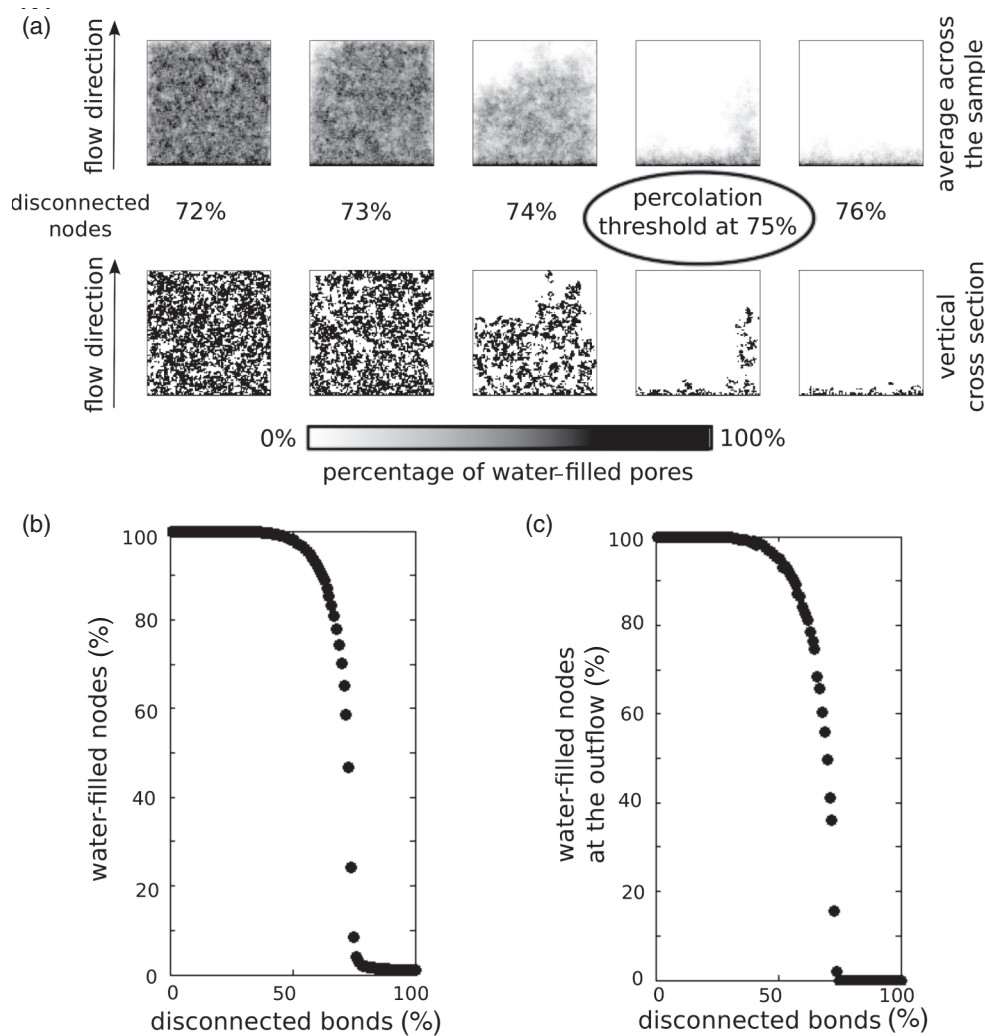 (a)
flow direction
average across
the sample
disconnected
nodes
72%
73%
74%
percolation
threshold at 75%
76%
flow direction
vertical
cross section
0%
100%
percentage of water-filled pores
(b)
100
80
60
40
20
0
0
50
100
water-filled nodes (%)
disconnected bonds (%)
(c)
100
80
60
40
20
0
0
50
100
water-filled nodes
at the outflow (%)
disconnected bonds (%)